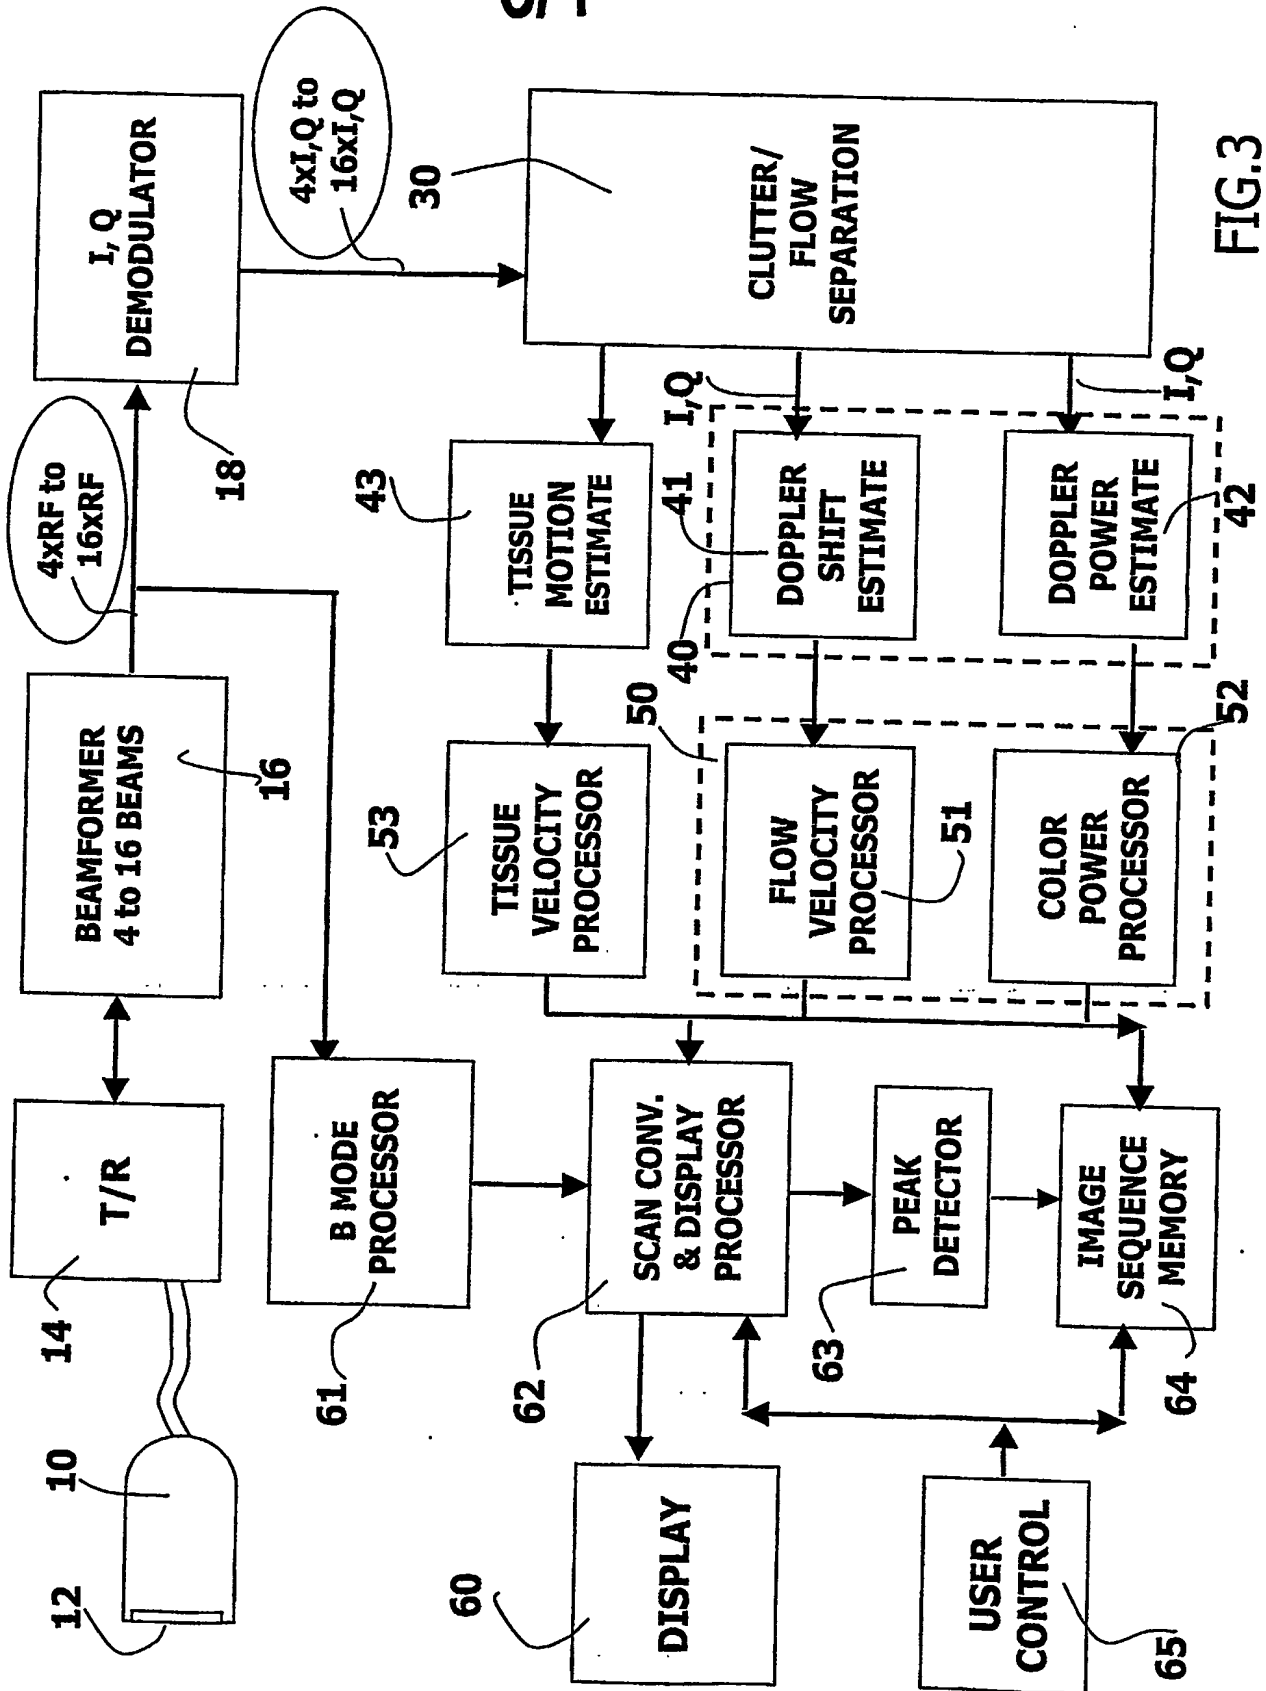 12
10
14
T/R
BEAMFORMER
4 to 16 BEAMS
16
4xRF to
16xRF
I, Q
DEMODULATOR
18
4xI,Q to
16xI,Q
30
CLUTTER/
FLOW
SEPARATION
61
B MODE
PROCESSOR
53
TISSUE
VELOCITY
PROCESSOR
43
TISSUE
MOTION
ESTIMATE
60
DISPLAY
62
SCAN CONV.
& DISPLAY
PROCESSOR
50
FLOW
VELOCITY
PROCESSOR
51
40
41
DOPPLER
SHIFT
ESTIMATE
I,Q
63
PEAK
DETECTOR
65
USER
CONTROL
64
IMAGE
SEQUENCE
MEMORY
COLOR
POWER
PROCESSOR
52
DOPPLER
POWER
ESTIMATE
42
I,Q
FIG.3